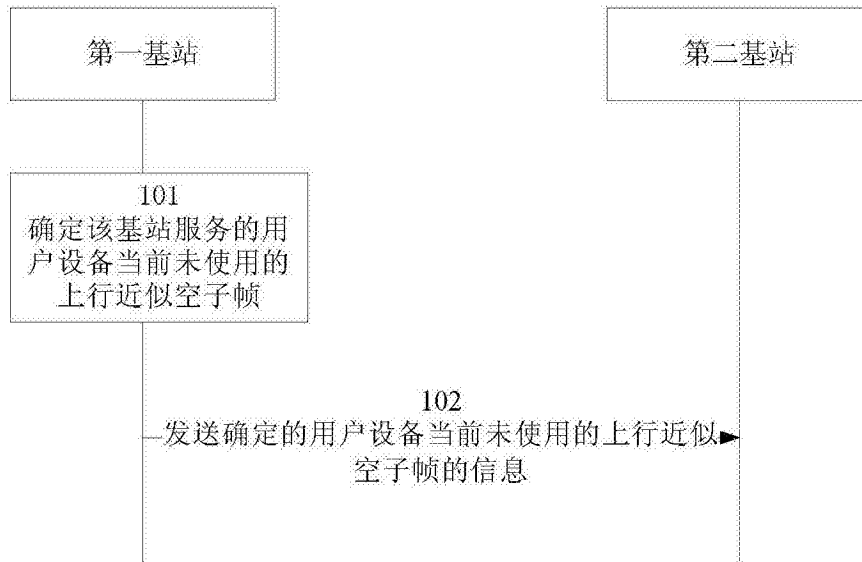 第一基站
第二基站
101
确定该基站服务的用
户设备当前未使用的
上行近似空子帧
102
发送确定的用户设备当前未使用的上行近似
空子帧的信息